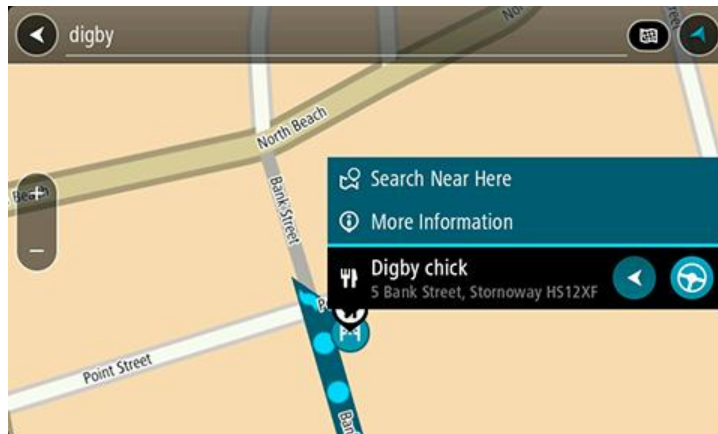 digby
North Beach
Bank Street
Point Street
Search Near Here
More Information
Digby chick
5 Bank Street, Stornoway HS12XF